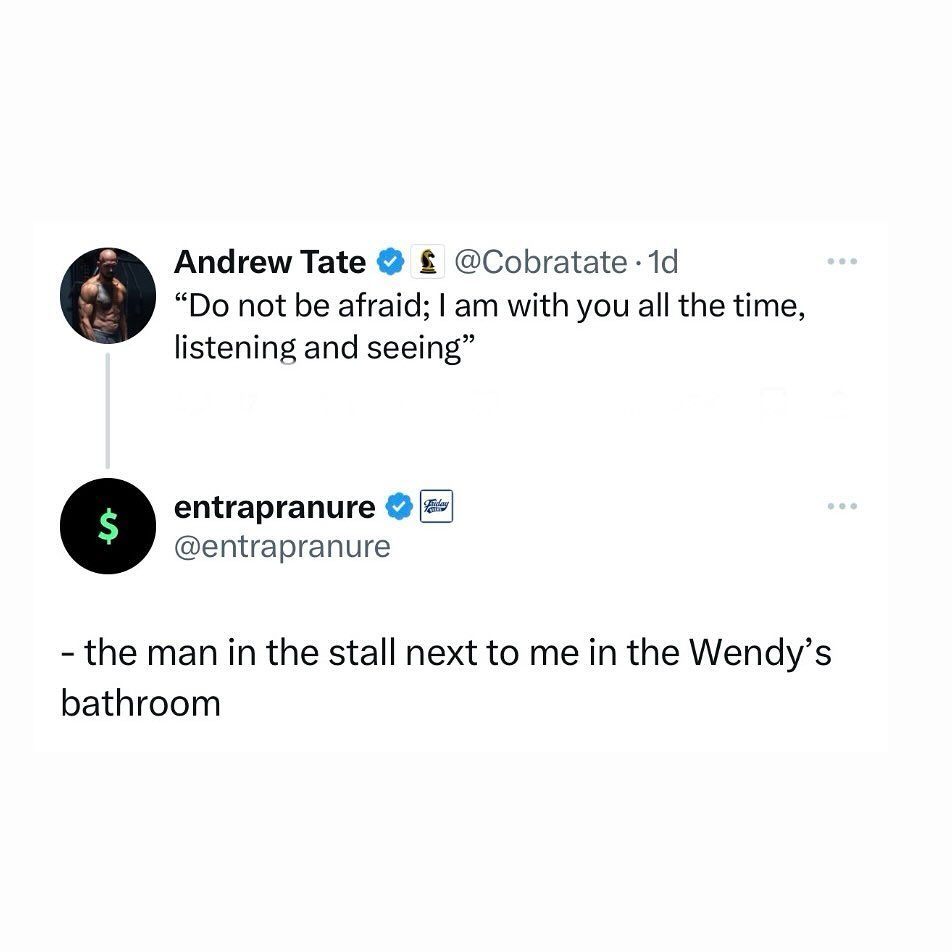 Andrew Tate @Cobratate · 1d
“Do not be afraid; I am with you all the time,
listening and seeing”
$
entrapranure
@entrapranure
- the man in the stall next to me in the Wendy’s
bathroom